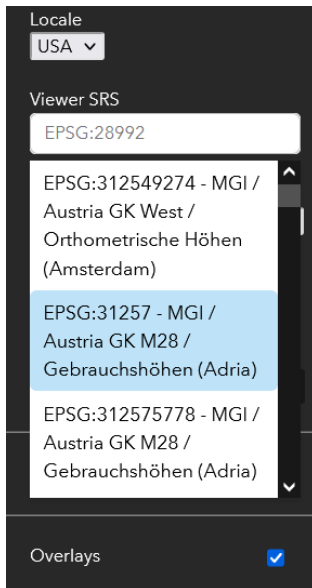 Locale
USA
Viewer SRS
EPSG:28992
EPSG:312549274 - MGI /
Austria GK West /
Orthometrische Höhen
(Amsterdam)
EPSG:31257 - MGI /
Austria GK M28 /
Gebrauchshöhen (Adria)
EPSG:312575778 - MGI /
Austria GK M28 /
Gebrauchshöhen (Adria)
Overlays